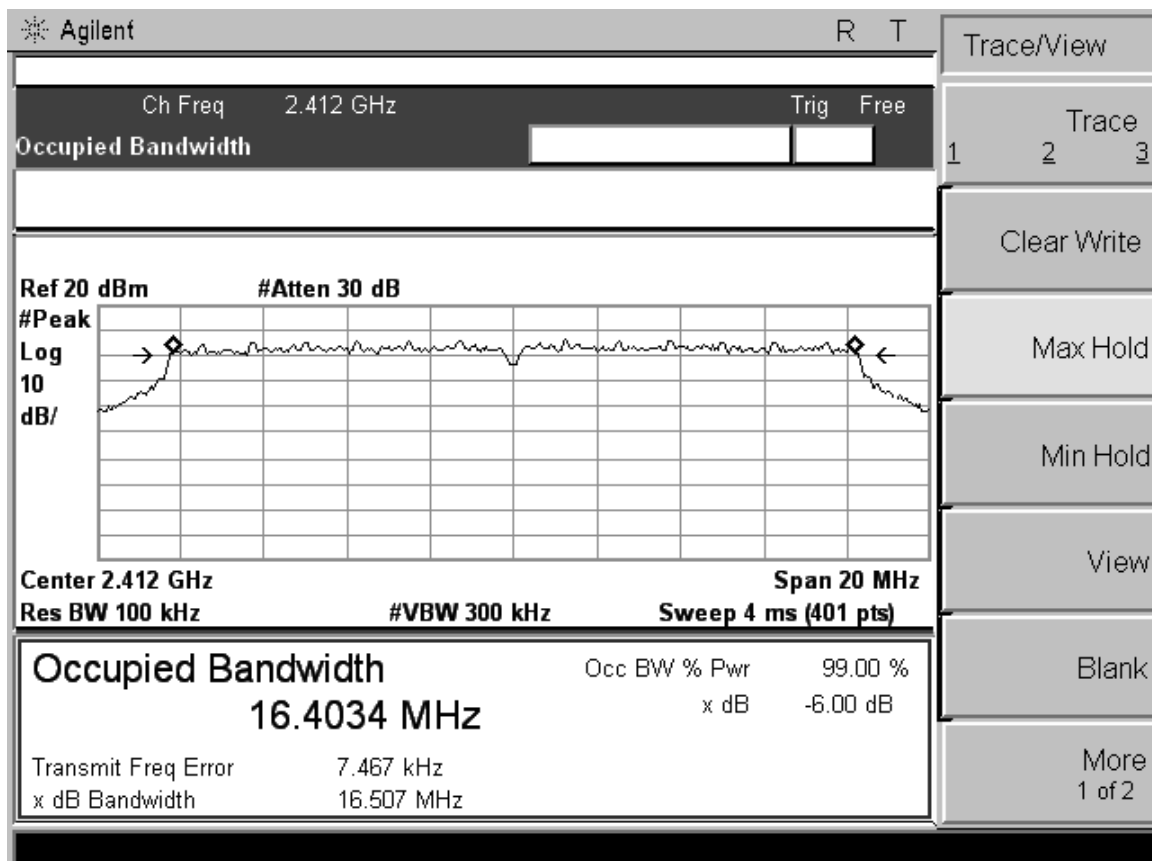 Agilent R T
Ch Freq 2.412 GHz Trig Free
Occupied Bandwidth
Ref 20 dBm #Atten 30 dB
#Peak
Log
10
dB/
Center 2.412 GHz Span 20 MHz
Res BW 100 kHz #VBW 300 kHz Sweep 4 ms (401 pts)
Occupied Bandwidth Occ BW % Pwr 99.00 %
16.4034 MHz x dB -6.00 dB
Transmit Freq Error 7.467 kHz
x dB Bandwidth 16.507 MHz
Trace/View
Trace
1 2 3
Clear Write
Max Hold
Min Hold
View
Blank
More
1 of 2